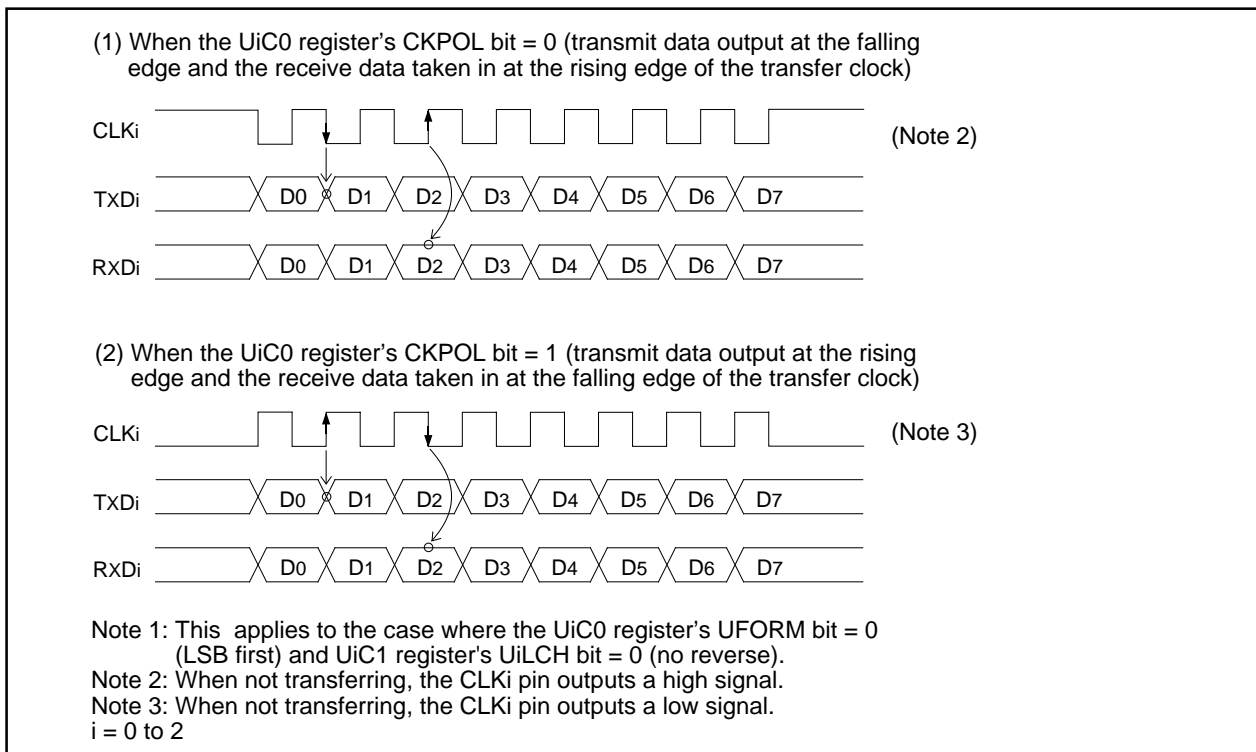 (1) When the UiC0 register's CKPOL bit = 0 (transmit data output at the falling
edge and the receive data taken in at the rising edge of the transfer clock)
CLKi
(Note 2)
TXDi D0 D1 D2 D3 D4 D5 D6 D7
RXDi D0 D1 D2 D3 D4 D5 D6 D7
(2) When the UiC0 register's CKPOL bit = 1 (transmit data output at the rising
edge and the receive data taken in at the falling edge of the transfer clock)
CLKi
(Note 3)
TXDi D0 D1 D2 D3 D4 D5 D6 D7
RXDi D0 D1 D2 D3 D4 D5 D6 D7
Note 1: This applies to the case where the UiC0 register's UFORM bit = 0
(LSB first) and UiC1 register's UiLCH bit = 0 (no reverse).
Note 2: When not transferring, the CLKi pin outputs a high signal.
Note 3: When not transferring, the CLKi pin outputs a low signal.
i = 0 to 2